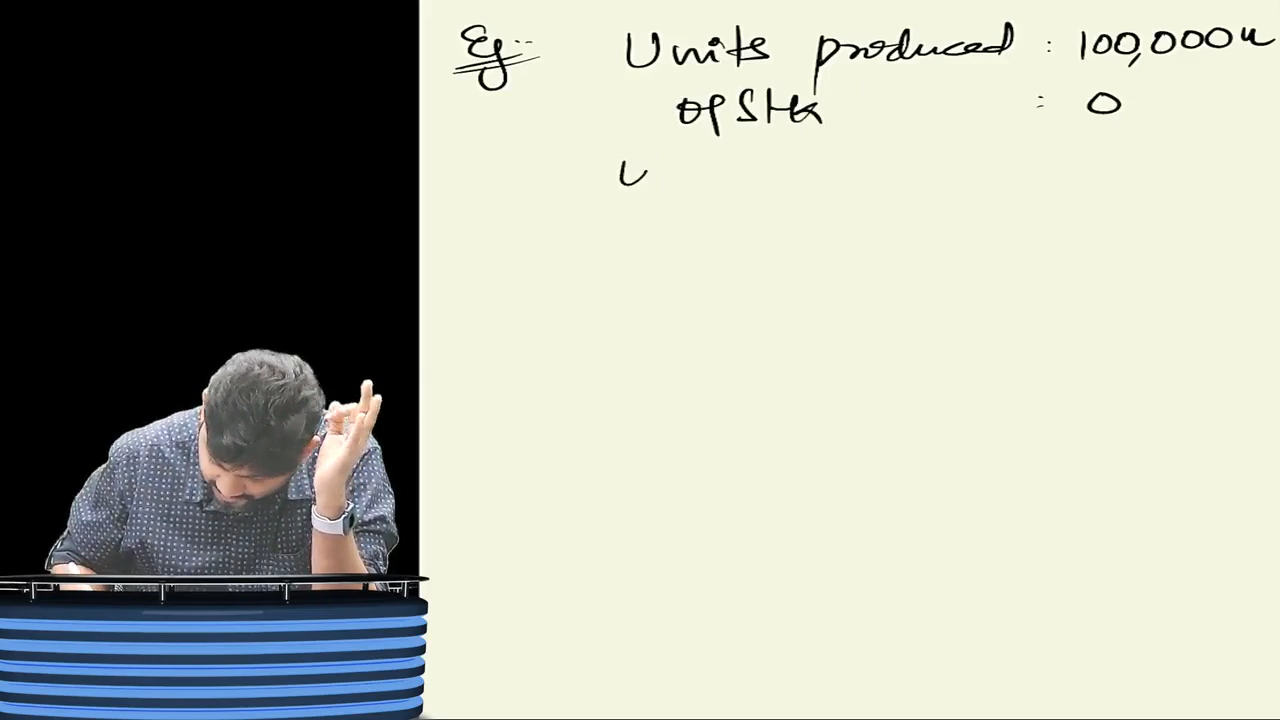 Eg:- Units produced : 100,000u
Op Stk : 0
U